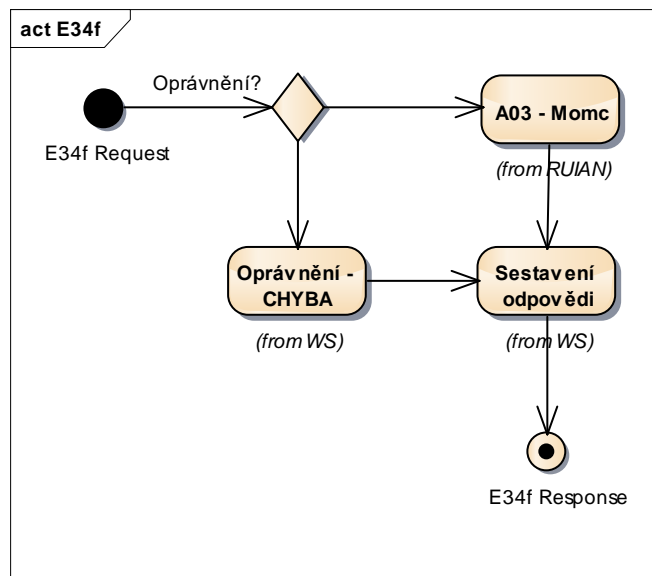 act E34f
Oprávnění?
A03 - Momc
E34f Request
(from RUIAN)
Oprávnění -
CHYBA
Sestavení
odpovědi
(from WS)
(from WS)
E34f Response